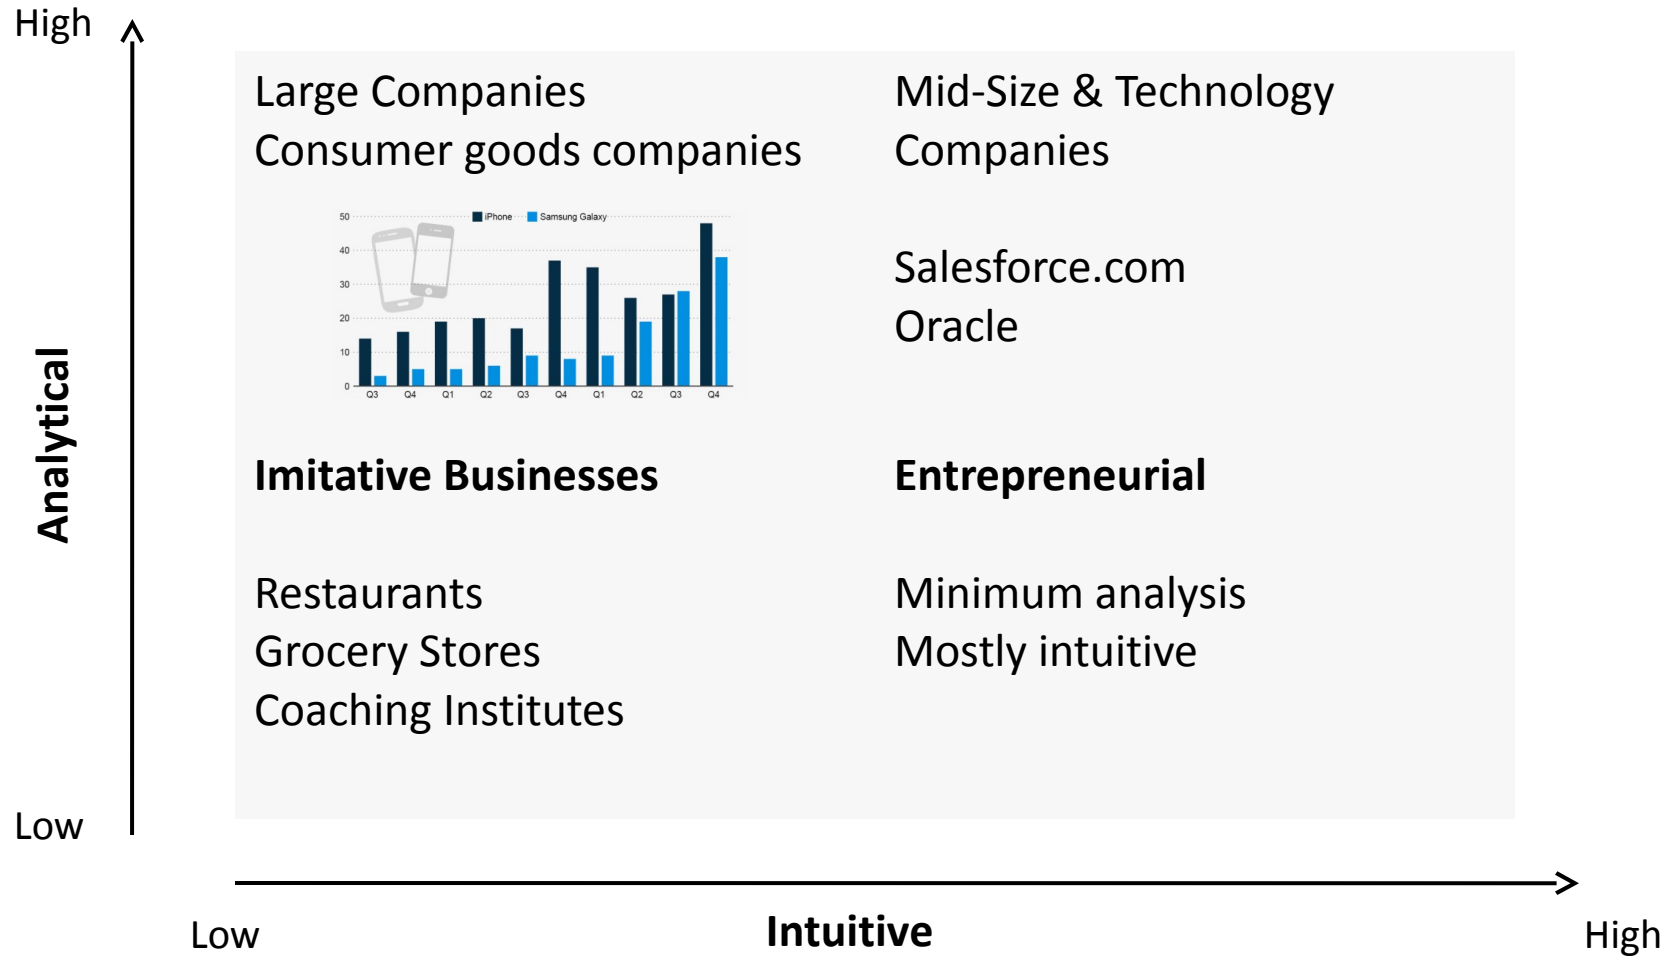 High
Large Companies
Consumer goods companies
Mid-Size & Technology
Companies
iPhone Samsung Galaxy
50
40
30
20
10
0
Q3 Q4 Q1 Q2 Q3 Q4 Q1 Q2 Q3 Q4
Salesforce.com
Oracle
Analytical
Imitative Businesses
Entrepreneurial
Restaurants
Grocery Stores
Coaching Institutes
Minimum analysis
Mostly intuitive
Low
Low
Intuitive
High